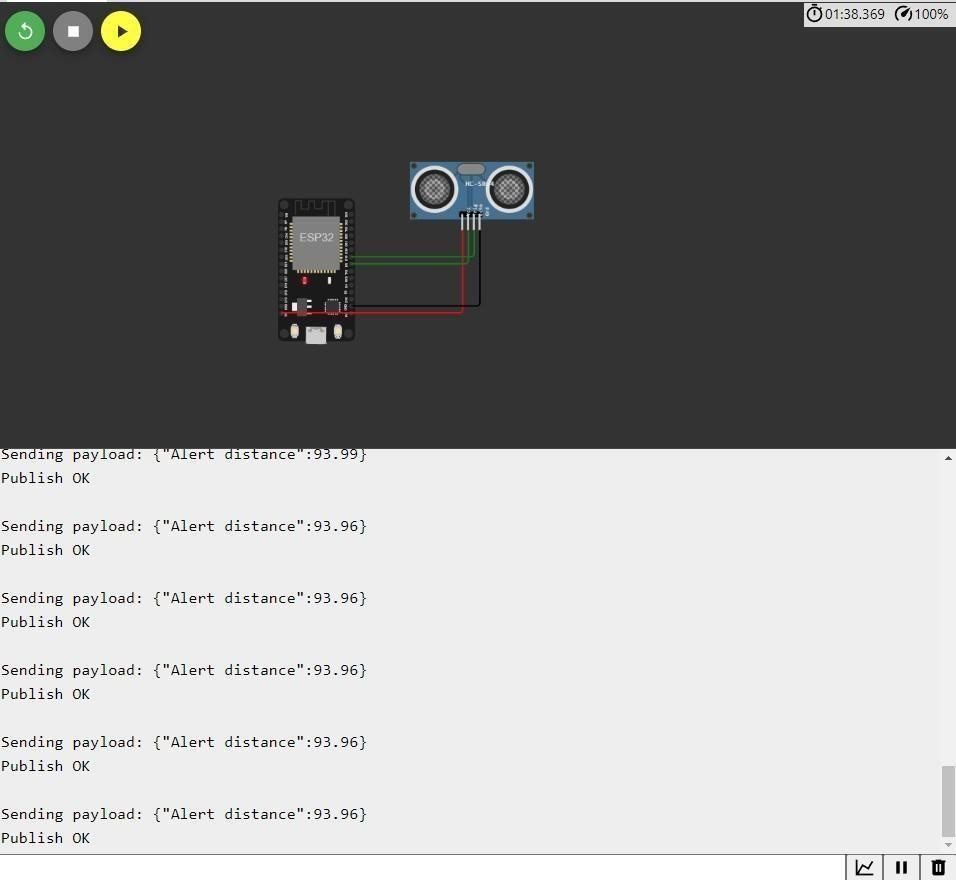 01:38.369 100%
HC-SR04
ESP32
Sending payload: {"Alert distance":93.99}
Publish OK
Sending payload: {"Alert distance":93.96}
Publish OK
Sending payload: {"Alert distance":93.96}
Publish OK
Sending payload: {"Alert distance":93.96}
Publish OK
Sending payload: {"Alert distance":93.96}
Publish OK
Sending payload: {"Alert distance":93.96}
Publish OK